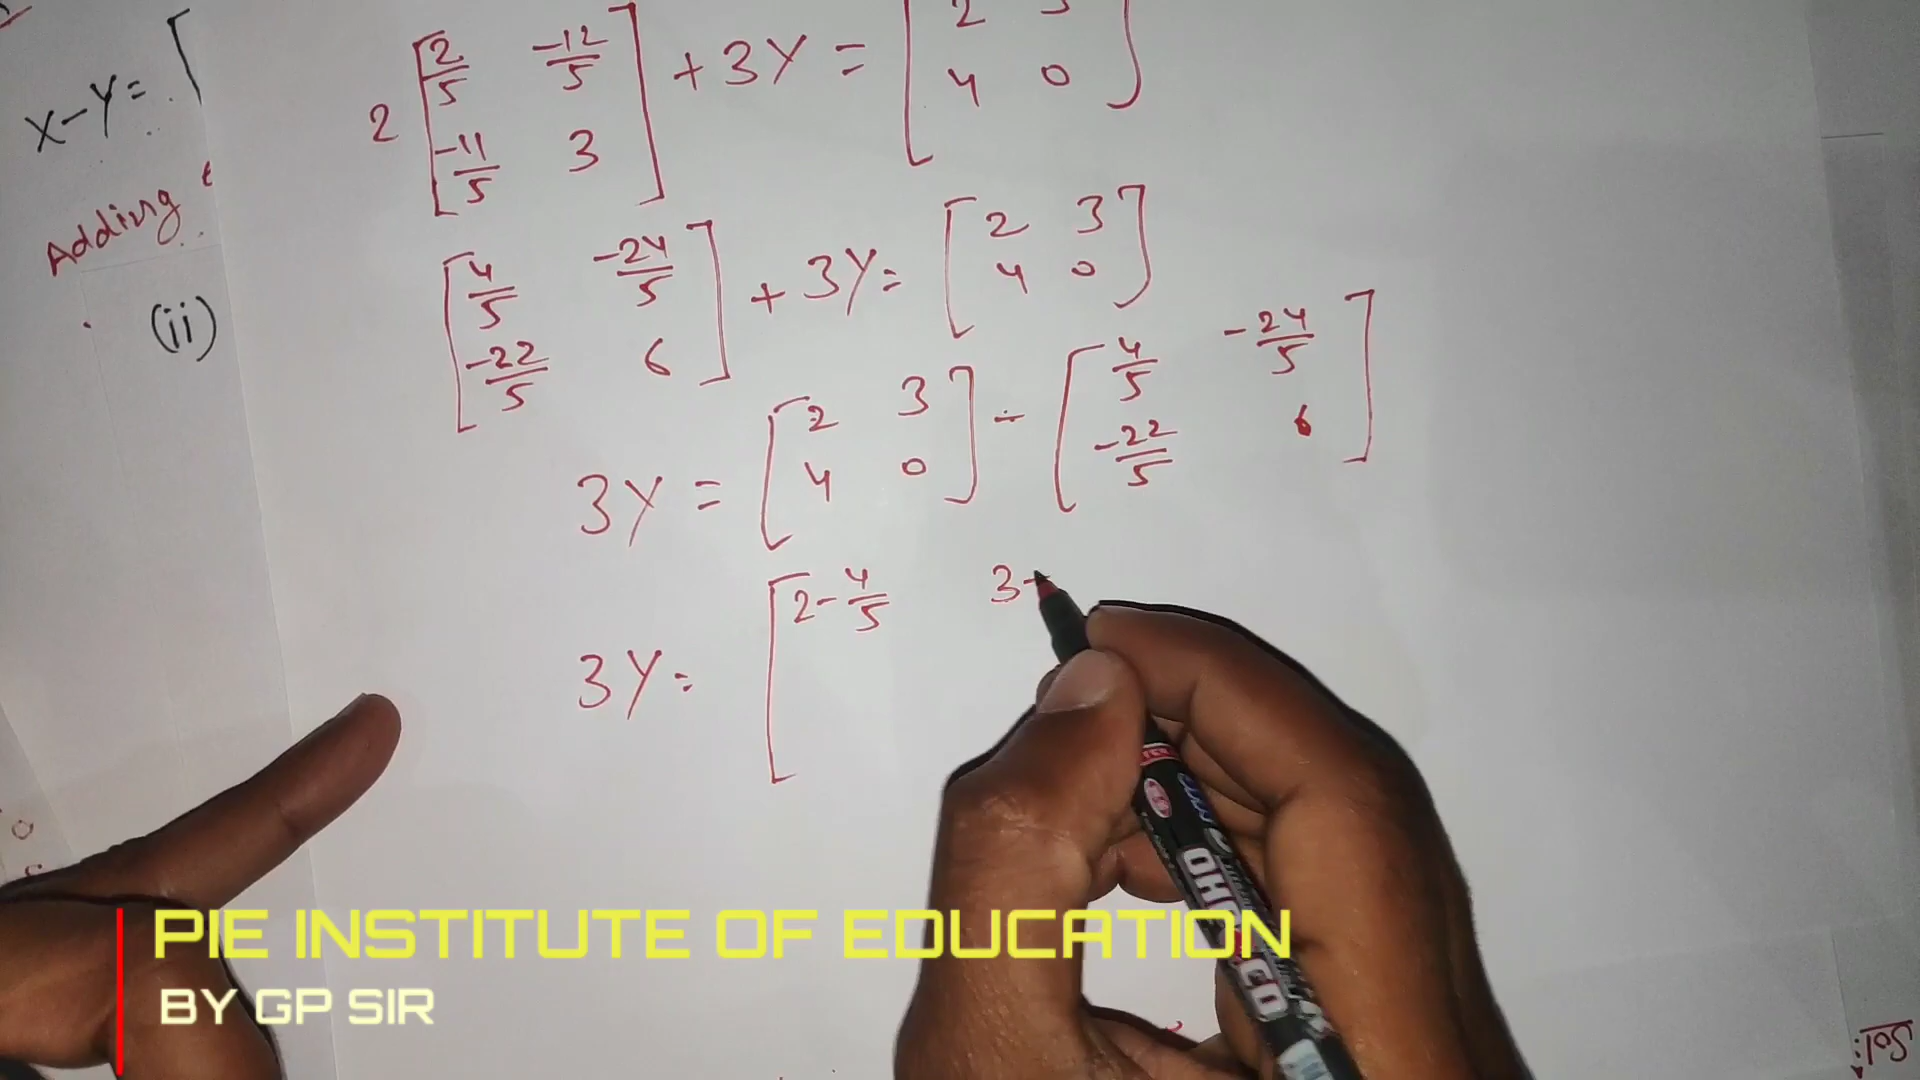 X-Y= [
Adding
(ii)
2 [2/5 -12/5
-11/5 3] + 3Y = [2 3
4 0]
[4/5 -24/5
-22/5 6] + 3Y = [2 3
4 0]
3Y = [2 3
4 0] - [4/5 -24/5
-22/5 6]
3Y = [2-4/5 3+
PIE INSTITUTE OF EDUCATION
BY GP SIR
OHPCO
Sol: